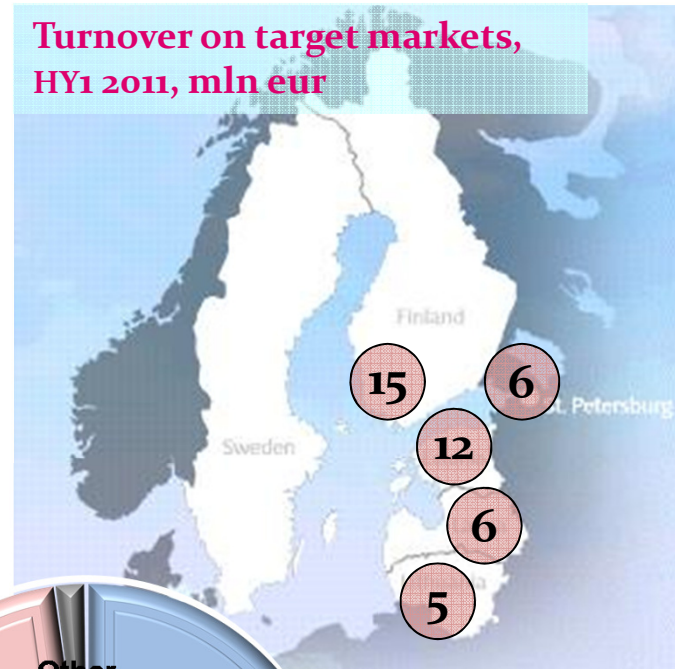 Turnover on target markets,
HY1 2011, mln eur
Finland
15
6
St. Petersburg
12
Sweden
6
5
Other